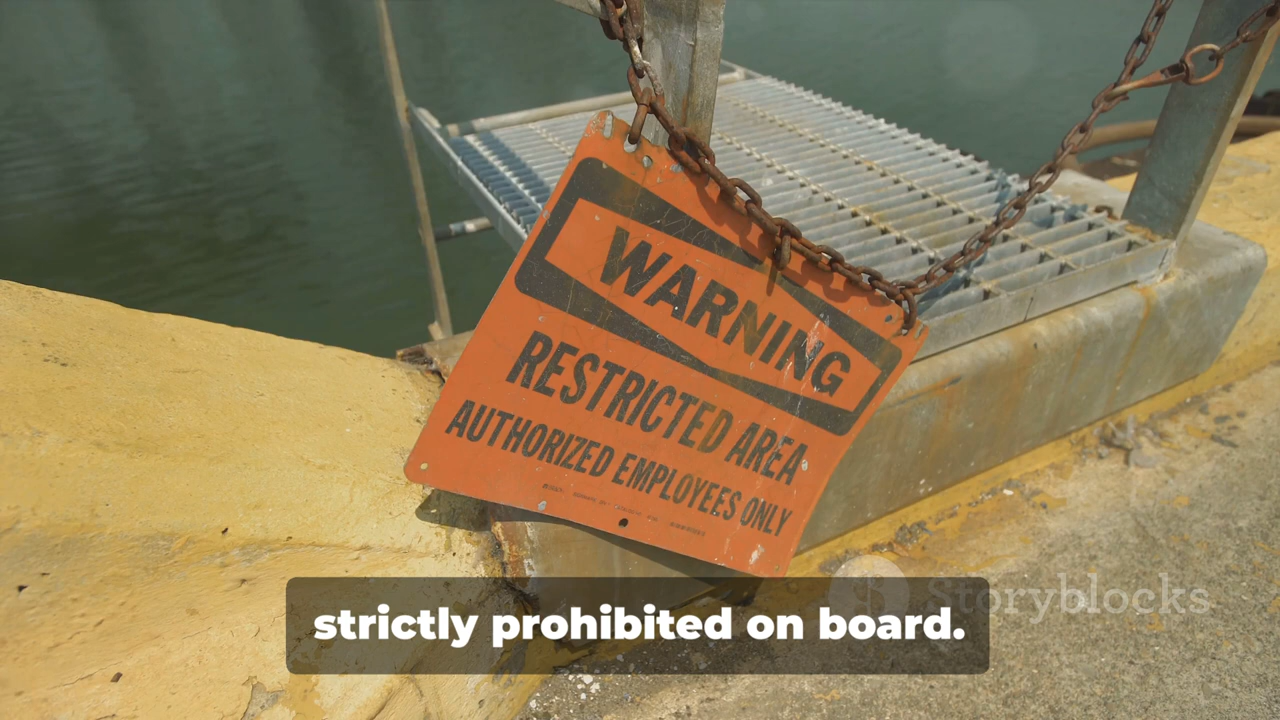 WARNING
RESTRICTED AREA
AUTHORIZED EMPLOYEES ONLY
strictly prohibited on board.
Storyblocks